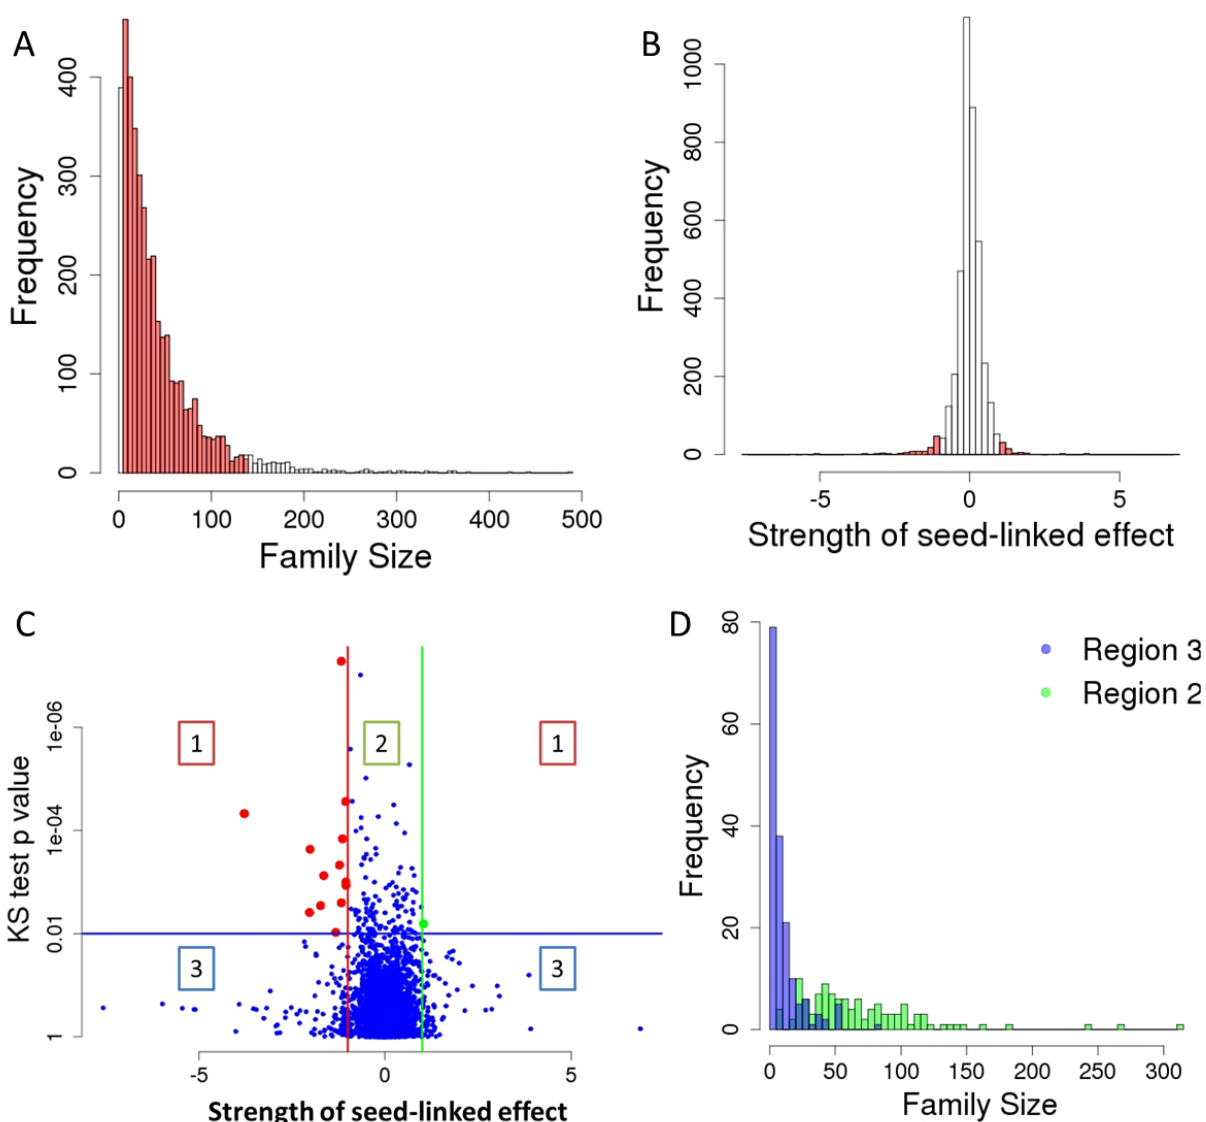 A
Frequency
0
100
200
300
400
0 100 200 300 400 500
Family Size
B
Frequency
0
200
400
600
800
1000
-5 0 5
Strength of seed-linked effect
C
KS test p value
1e-06
1e-04
0.01
1
1 2 1
3 3
-5 0 5
Strength of seed-linked effect
D
Frequency
0
20
40
60
80
Region 3
Region 2
0 50 100 150 200 250 300
Family Size